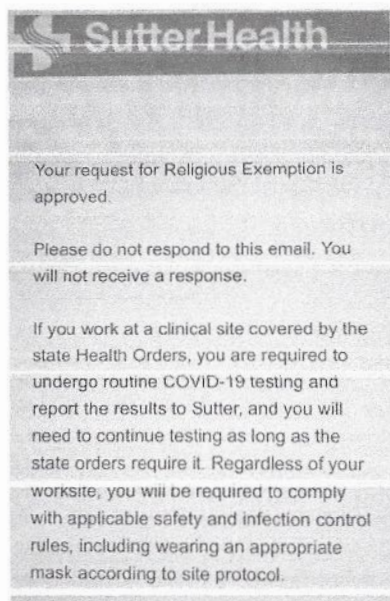 Sutter Health
Your request for Religious Exemption is
approved.
Please do not respond to this email. You
will not receive a response.
If you work at a clinical site covered by the
state Health Orders, you are required to
undergo routine COVID-19 testing and
report the results to Sutter, and you will
need to continue testing as long as the
state orders require it. Regardless of your
worksite, you will be required to comply
with applicable safety and infection control
rules, including wearing an appropriate
mask according to site protocol.